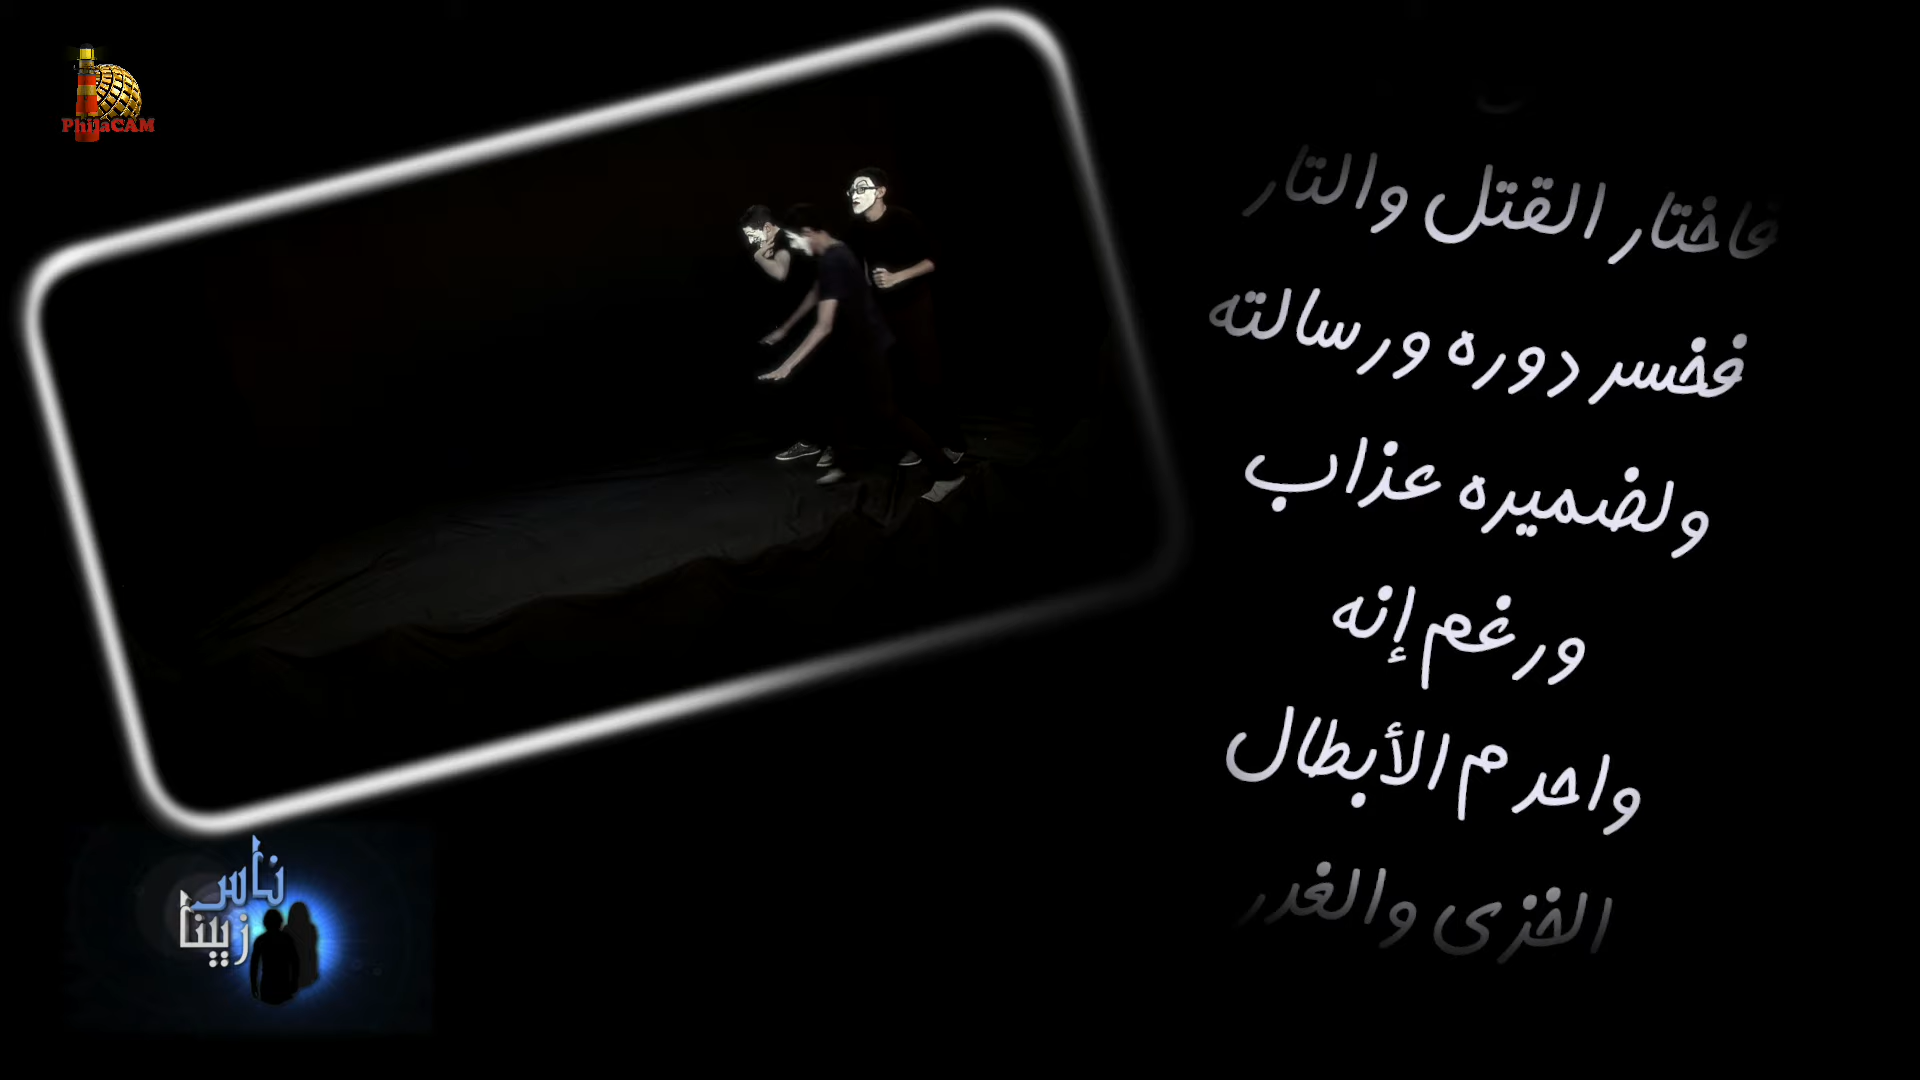 PhilaCAM
فاختار القتل والتار
فخسر دوره ورسالته
ولضميره عذاب
ورغم إنه
واحد م الأبطال
الخزى والغدر
ناس
زينا